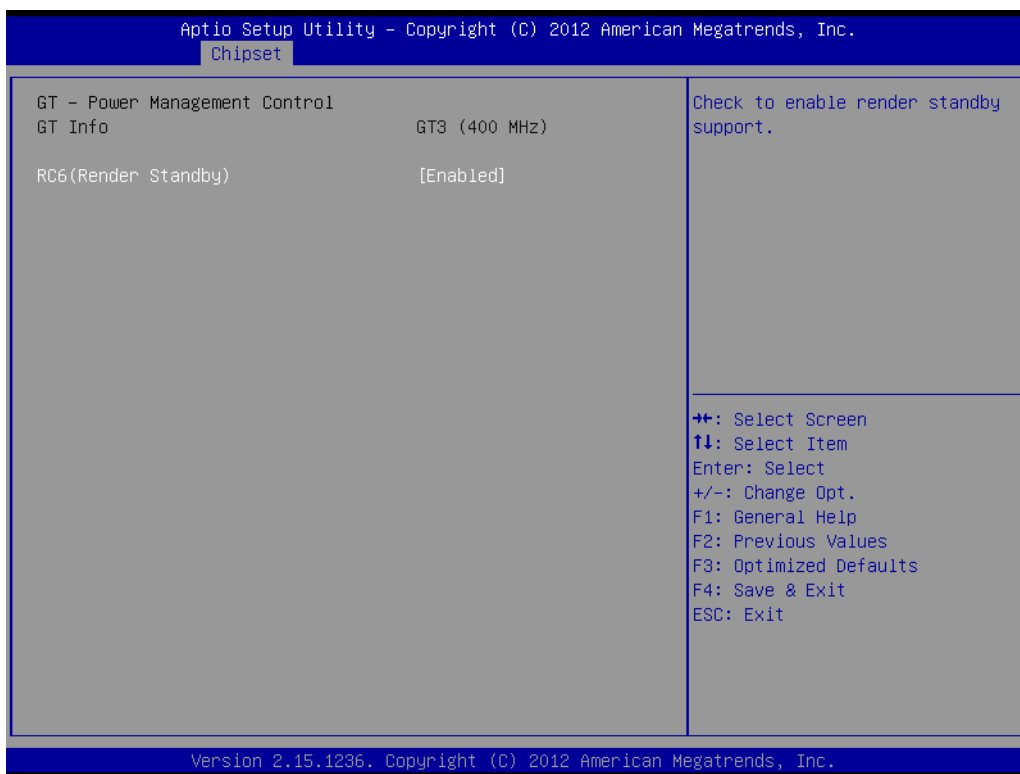 Aptio Setup Utility – Copyright (C) 2012 American Megatrends, Inc.
Chipset
GT – Power Management Control
GT Info GT3 (400 MHz)
RC6(Render Standby) [Enabled]
Check to enable render standby
support.
→←: Select Screen
↑↓: Select Item
Enter: Select
+/-: Change Opt.
F1: General Help
F2: Previous Values
F3: Optimized Defaults
F4: Save & Exit
ESC: Exit
Version 2.15.1236. Copyright (C) 2012 American Megatrends, Inc.